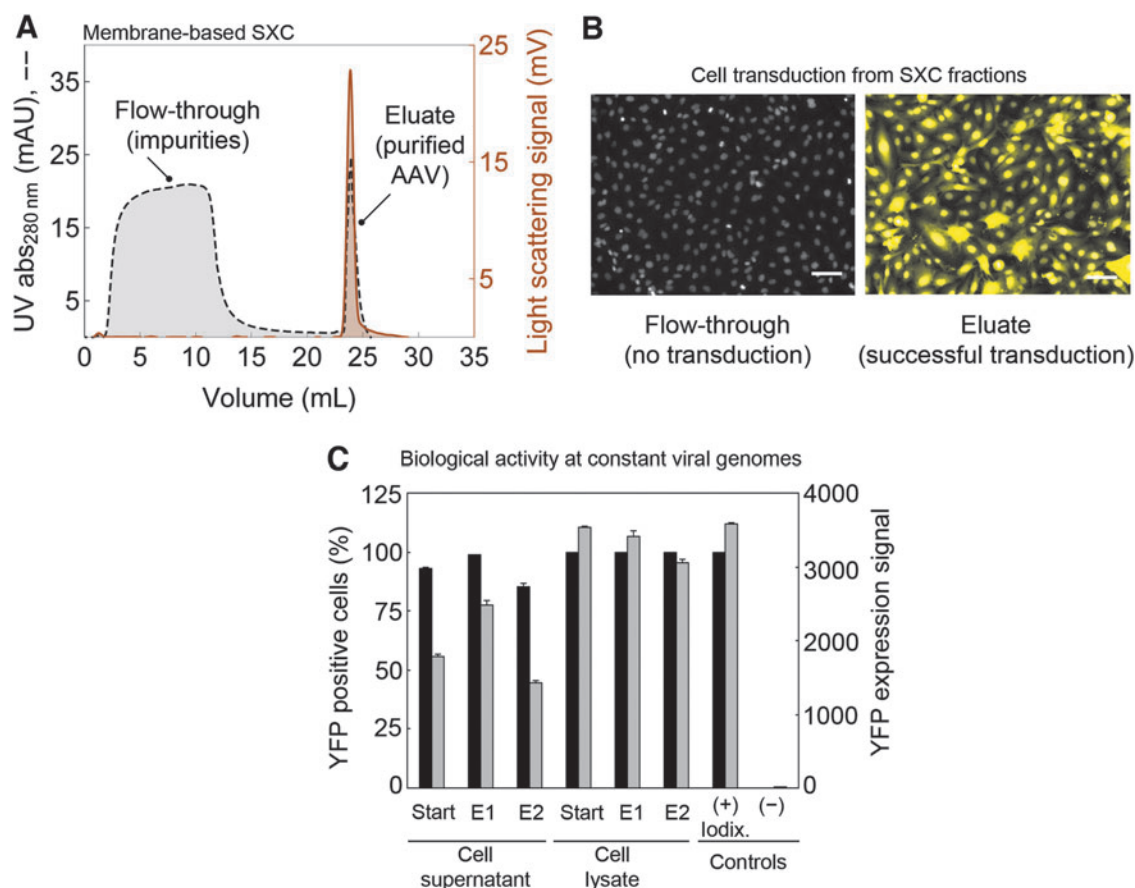 A
Membrane-based SXC
UV abs280 nm (mAU), --
35
25
15
5
Flow-through
(impurities)
Eluate
(purified
AAV)
25
15
5
Light scattering signal (mV)
0 5 10 15 20 25 30 35
Volume (mL)
B
Cell transduction from SXC fractions
Flow-through
(no transduction)
Eluate
(successful transduction)
C
Biological activity at constant viral genomes
YFP positive cells (%)
125
100
75
50
25
0
4000
3000
2000
1000
0
YFP expression signal
Start E1 E2 Start E1 E2 (+) (−)
Iodix.
Cell
supernatant
Cell
lysate
Controls